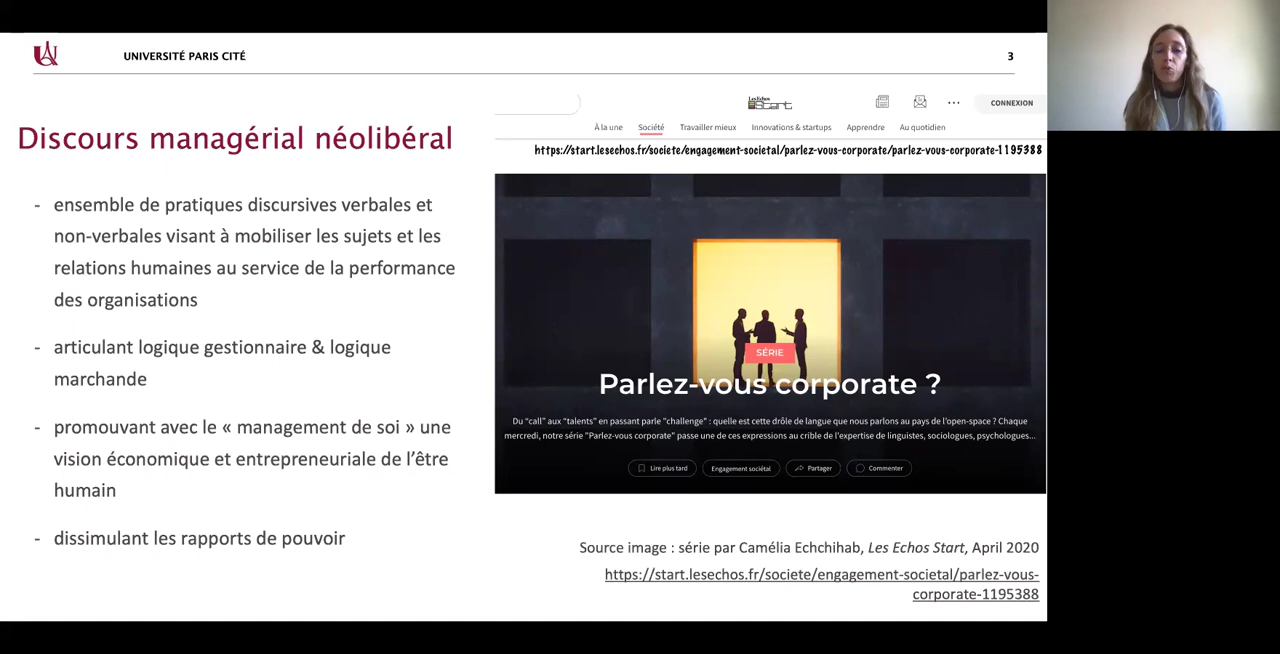 UNIVERSITÉ PARIS CITÉ
3
Discours managérial néolibéral
- ensemble de pratiques discursives verbales et
non-verbales visant à mobiliser les sujets et les
relations humaines au service de la performance
des organisations
- articulant logique gestionnaire & logique
marchande
- promouvant avec le « management de soi » une
vision économique et entrepreneuriale de l'être
humain
- dissimulant les rapports de pouvoir
Les Echos
Start
CONNEXION
À la une Société Travailler mieux Innovations & startups Apprendre Au quotidien
https://start.lesechos.fr/societe/engagement-societal/parlez-vous-corporate/parlez-vous-corporate-1195388
SÉRIE
Parlez-vous corporate ?
Du “call” aux “talents” en passant parle "challenge" : quelle est cette drôle de langue que nous parlons au pays de l'open-space ? Chaque
mercredi, notre série "Parlez-vous corporate" passe une de ces expressions au crible de l'expertise de linguistes, sociologues, psychologues...
Lire plus tard Engagement sociétal Partager Commenter
Source image : série par Camélia Echchihab, Les Echos Start, April 2020
https://start.lesechos.fr/societe/engagement-societal/parlez-vous-
corporate-1195388